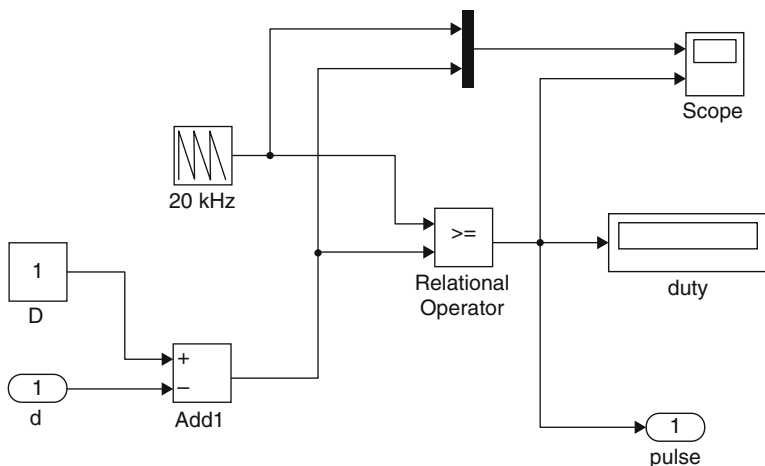 Scope
20 kHz
>=
Relational
Operator
1
D
duty
+
−
Add1
1
d
1
pulse